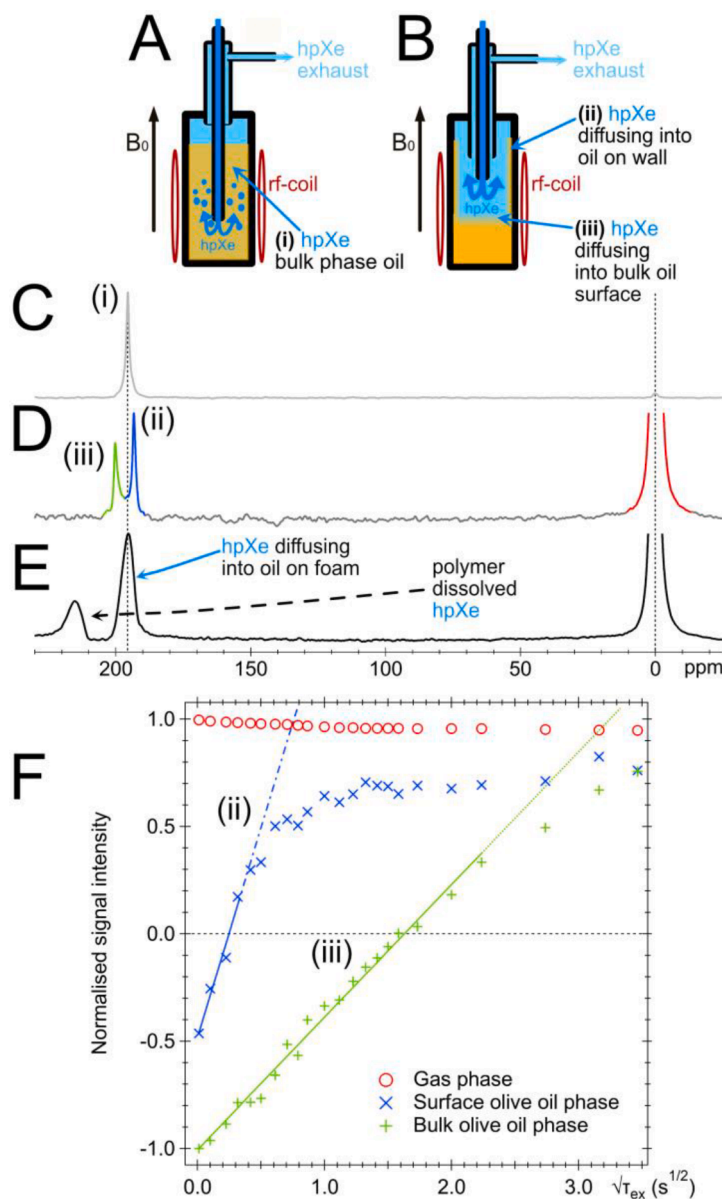 A
B
hpXe
exhaust
hpXe
exhaust
B0
B0
(ii) hpXe
diffusing into
oil on wall
rf-coil
rf-coil
hpXe
hpXe
(i) hpXe
bulk phase oil
(iii) hpXe
diffusing
into bulk oil
surface
C
(i)
D
(ii)
(iii)
E
hpXe diffusing
into oil on foam
polymer
dissolved
hpXe
200
150
100
50
0
ppm
F
Normalised signal intensity
1.0
0.5
0.0
-0.5
-1.0
(ii)
(iii)
Gas phase
Surface olive oil phase
Bulk olive oil phase
0.0
1.0
2.0
3.0
√τex (s1/2)